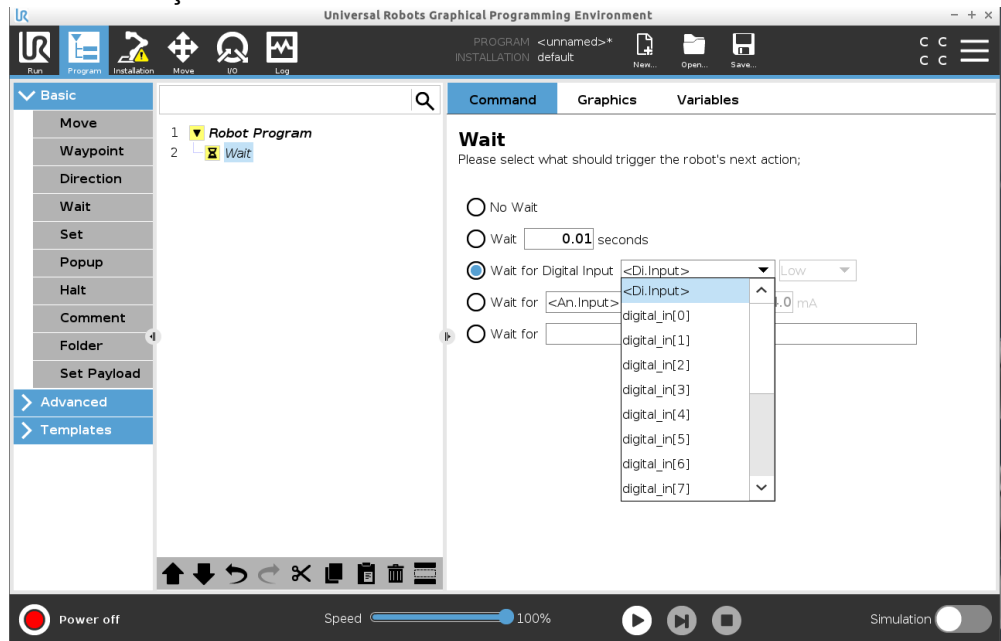 UR
Universal Robots Graphical Programming Environment
UR
Run
Program
Installation
Move
I/O
Log
PROGRAM <unnamed>*
INSTALLATION default
New...
Open...
Save...
C C
C C
Basic
Move
Waypoint
Direction
Wait
Set
Popup
Halt
Comment
Folder
Set Payload
Advanced
Templates
1 Robot Program
2 Wait
Command Graphics Variables
Wait
Please select what should trigger the robot's next action;
No Wait
Wait 0.01 seconds
Wait for Digital Input <Di.Input> Low
Wait for <An.Input> .0 mA
Wait for
<Di.Input>
digital_in[0]
digital_in[1]
digital_in[2]
digital_in[3]
digital_in[4]
digital_in[5]
digital_in[6]
digital_in[7]
Power off
Speed 100%
Simulation